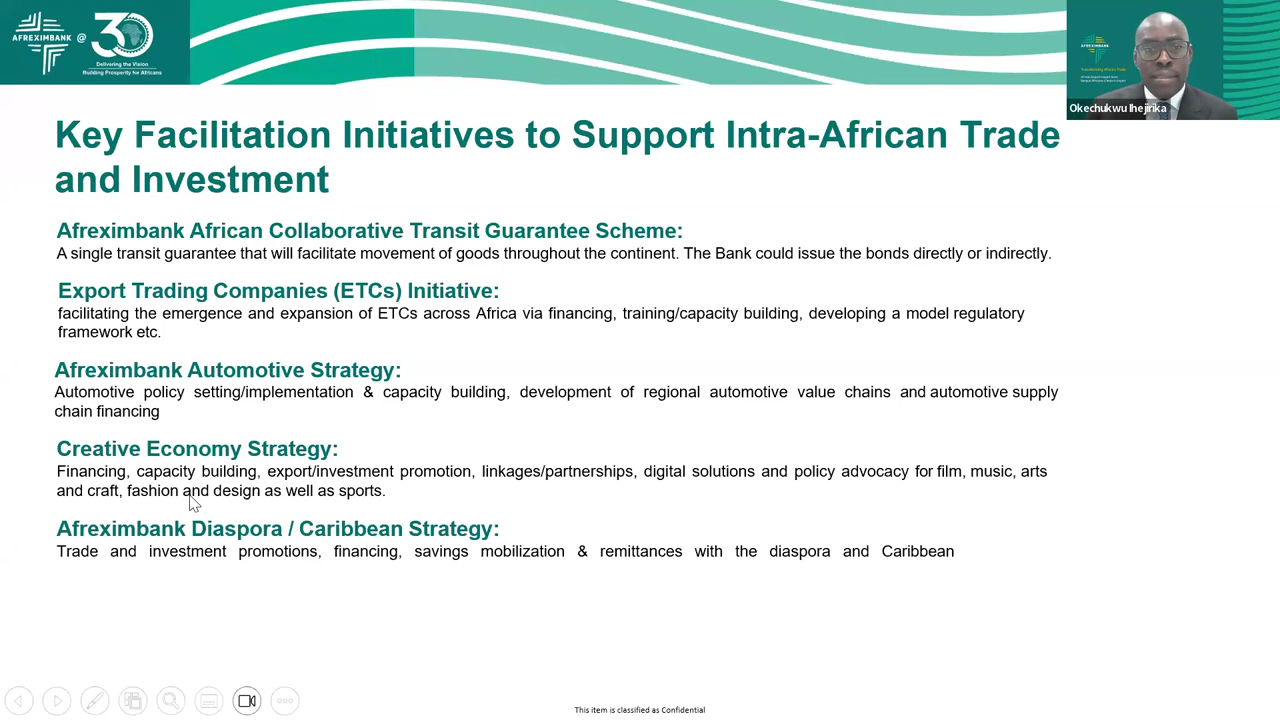 AFREXIMBANK @ 30
Delivering the Vision
Building Prosperity for Africans
AFREXIMBANK
Okechukwu Ihejirika
Key Facilitation Initiatives to Support Intra-African Trade
and Investment
Afreximbank African Collaborative Transit Guarantee Scheme:
A single transit guarantee that will facilitate movement of goods throughout the continent. The Bank could issue the bonds directly or indirectly.
Export Trading Companies (ETCs) Initiative:
facilitating the emergence and expansion of ETCs across Africa via financing, training/capacity building, developing a model regulatory
framework etc.
Afreximbank Automotive Strategy:
Automotive policy setting/implementation & capacity building, development of regional automotive value chains and automotive supply
chain financing
Creative Economy Strategy:
Financing, capacity building, export/investment promotion, linkages/partnerships, digital solutions and policy advocacy for film, music, arts
and craft, fashion and design as well as sports.
Afreximbank Diaspora / Caribbean Strategy:
Trade and investment promotions, financing, savings mobilization & remittances with the diaspora and Caribbean
This item is classified as Confidential